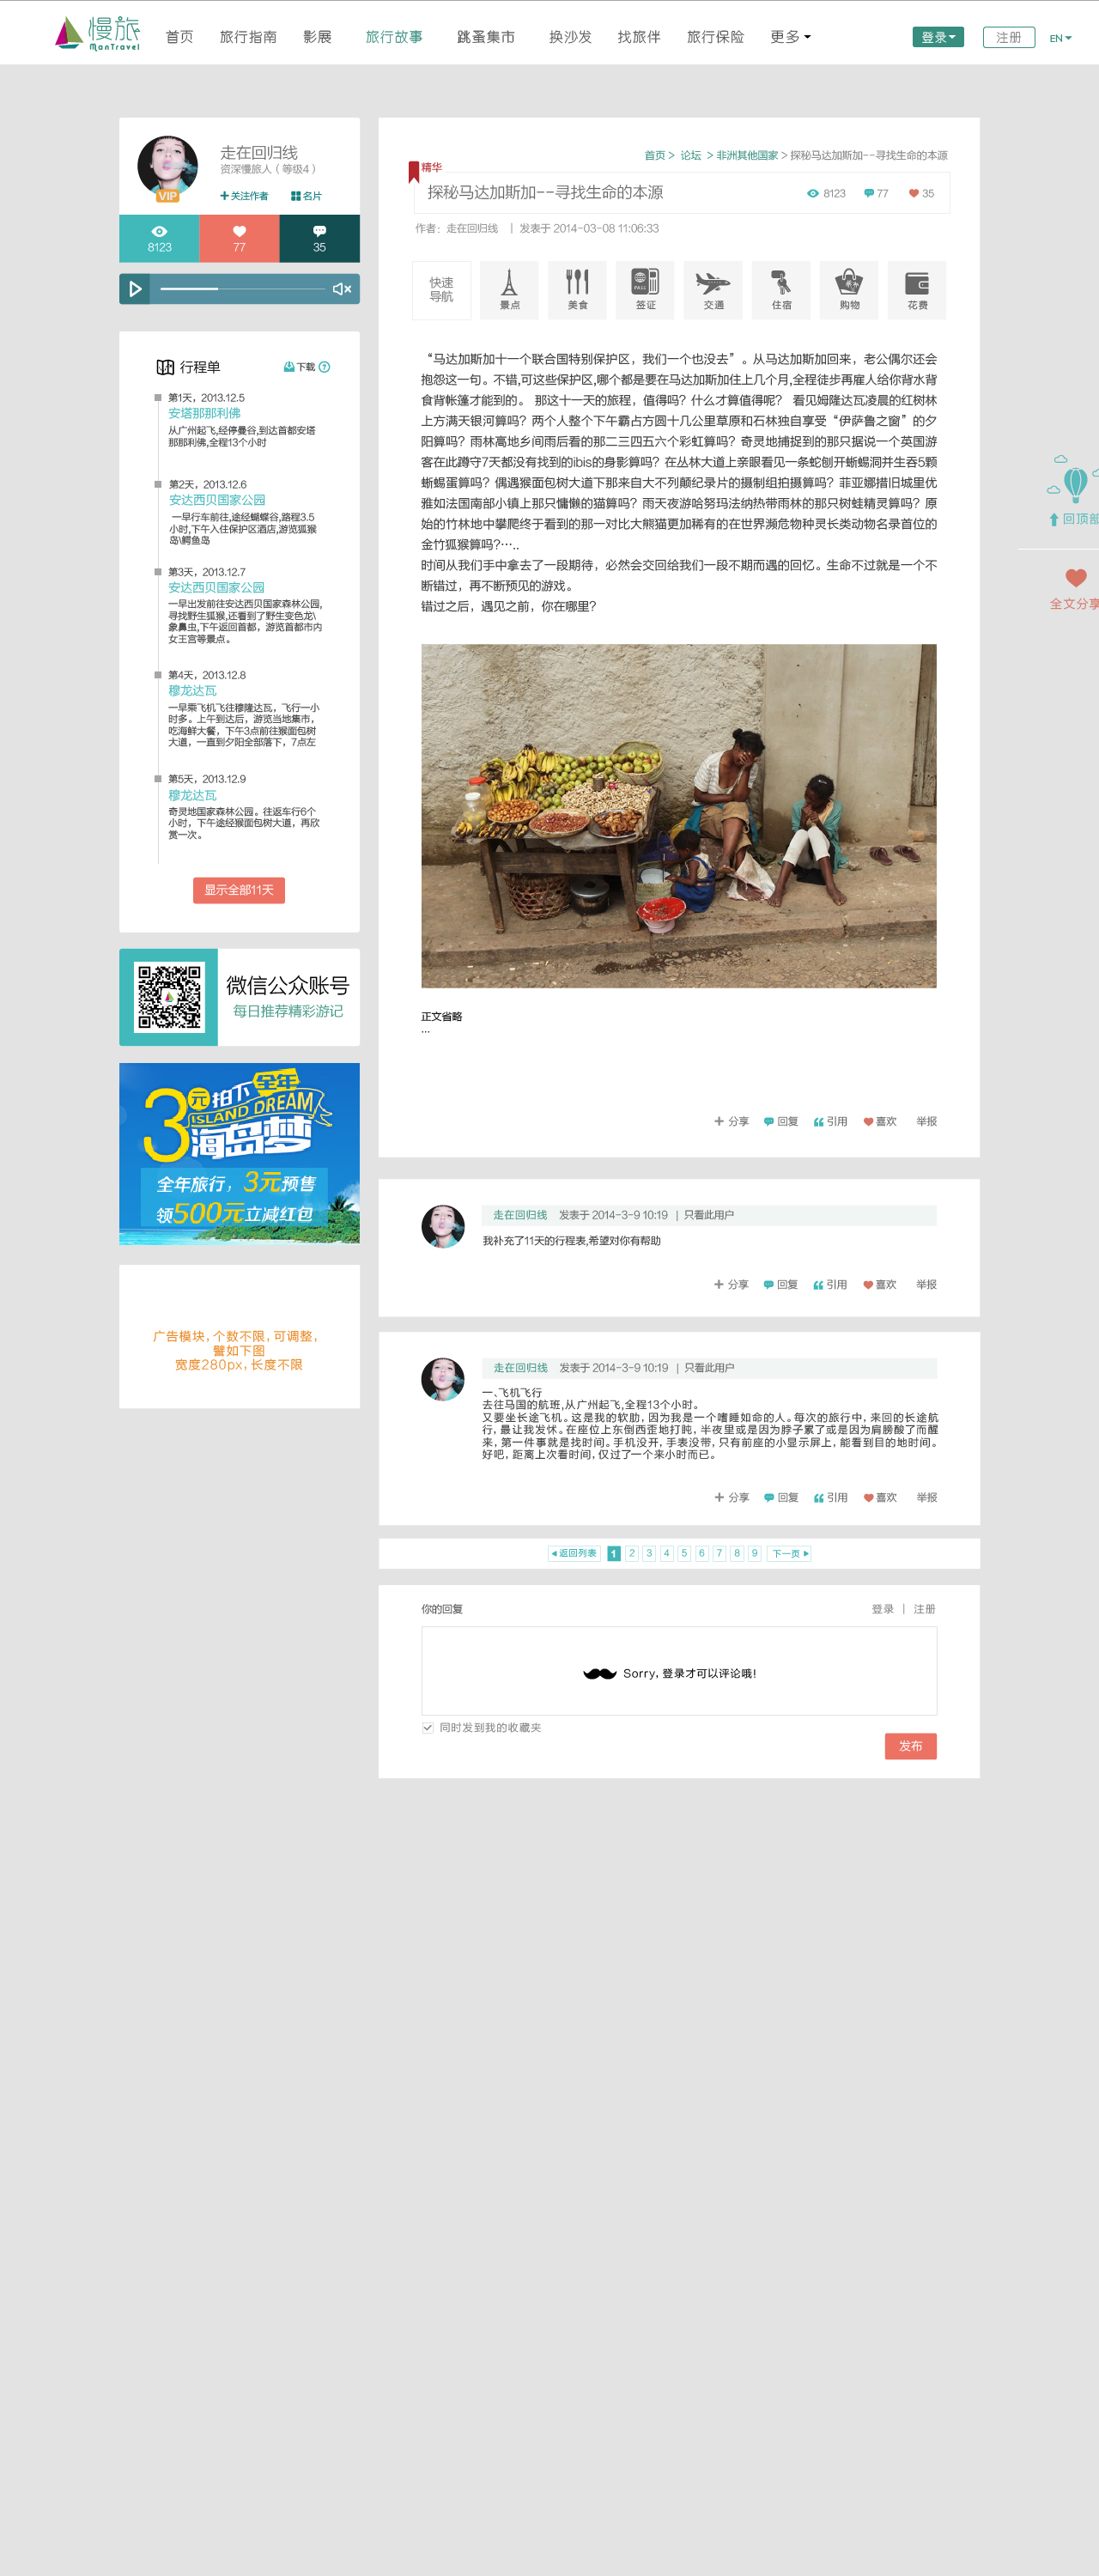 慢旅
ManTravel
首页 旅行指南 影展 旅行故事 跳蚤集市 换沙发 找旅伴 旅行保险 更多
登录 注册 EN
走在回归线
资深慢旅人（等级4）
VIP
关注作者 名片
8123 77 35
行程单
下载 ?
第1天，2013.12.5
安塔那那利佛
从广州起飞,经停曼谷,到达首都安塔
那那利佛,全程13个小时
第2天，2013.12.6
安达西贝国家公园
一早行车前往,途经蝴蝶谷,路程3.5
小时,下午入住保护区酒店,游览狐猴
岛\鳄鱼岛
第3天，2013.12.7
安达西贝国家公园
一早出发前往安达西贝国家森林公园,
寻找野生狐猴,还看到了野生变色龙\
象鼻虫,下午返回首都，游览首都市内
女王宫等景点。
第4天，2013.12.8
穆龙达瓦
一早乘飞机飞往穆隆达瓦，飞行一小
时多。上午到达后，游览当地集市，
吃海鲜大餐，下午3点前往猴面包树
大道，一直到夕阳全部落下，7点左
第5天，2013.12.9
穆龙达瓦
奇灵地国家森林公园。往返车行6个
小时，下午途经猴面包树大道，再欣
赏一次。
显示全部11天
微信公众账号
每日推荐精彩游记
3元拍下全年
ISLAND DREAM
海岛梦
全年旅行，3元预售
领500元立减红包
广告模块,个数不限,可调整,
譬如下图
宽度280px,长度不限
首页 > 论坛 > 非洲其他国家 > 探秘马达加斯加--寻找生命的本源
精华
探秘马达加斯加--寻找生命的本源
8123 77 35
作者：走在回归线 | 发表于 2014-03-08 11:06:33
快速
导航
景点 美食 签证 交通 住宿 购物 花费
PALL
“马达加斯加十一个联合国特别保护区，我们一个也没去”。从马达加斯加回来，老公偶尔还会
抱怨这一句。不错,可这些保护区,哪个都是要在马达加斯加住上几个月,全程徒步再雇人给你背水背
食背帐篷才能到的。 那这十一天的旅程，值得吗？什么才算值得呢？ 看见姆隆达瓦凌晨的红树林
上方满天银河算吗？两个人整个下午霸占方圆十几公里草原和石林独自享受“伊萨鲁之窗”的夕
阳算吗？雨林高地乡间雨后看的那二三四五六个彩虹算吗？奇灵地捕捉到的那只据说一个英国游
客在此蹲守7天都没有找到的ibis的身影算吗？在丛林大道上亲眼看见一条蛇刨开蜥蜴洞并生吞5颗
蜥蜴蛋算吗？偶遇猴面包树大道下那来自大不列颠纪录片的摄制组拍摄算吗？菲亚娜措旧城里优
雅如法国南部小镇上那只慵懒的猫算吗？雨天夜游哈努玛法纳热带雨林的那只树蛙精灵算吗？原
始的竹林地中攀爬终于看到的那一对比大熊猫更加稀有的在世界濒危物种灵长类动物名录首位的
金竹狐猴算吗?…..
时间从我们手中拿去了一段期待，必然会交回给我们一段不期而遇的回忆。生命不过就是一个不
断错过，再不断预见的游戏。
错过之后，遇见之前，你在哪里？
正文省略
...
分享 回复 引用 喜欢 举报
走在回归线 发表于 2014-3-9 10:19 | 只看此用户
我补充了11天的行程表,希望对你有帮助
分享 回复 引用 喜欢 举报
走在回归线 发表于 2014-3-9 10:19 | 只看此用户
一、飞机飞行
去往马国的航班,从广州起飞,全程13个小时。
又要坐长途飞机。这是我的软肋，因为我是一个嗜睡如命的人。每次的旅行中，来回的长途航
行，最让我发怵。在座位上东倒西歪地打盹，半夜里或是因为脖子累了或是因为肩膀酸了而醒
来，第一件事就是找时间。手机没开，手表没带，只有前座的小显示屏上，能看到目的地时间。
好吧，距离上次看时间，仅过了一个来小时而已。
分享 回复 引用 喜欢 举报
返回列表 1 2 3 4 5 6 7 8 9 下一页
你的回复
登录 | 注册
Sorry, 登录才可以评论哦!
同时发到我的收藏夹
发布
回顶部
全文分享